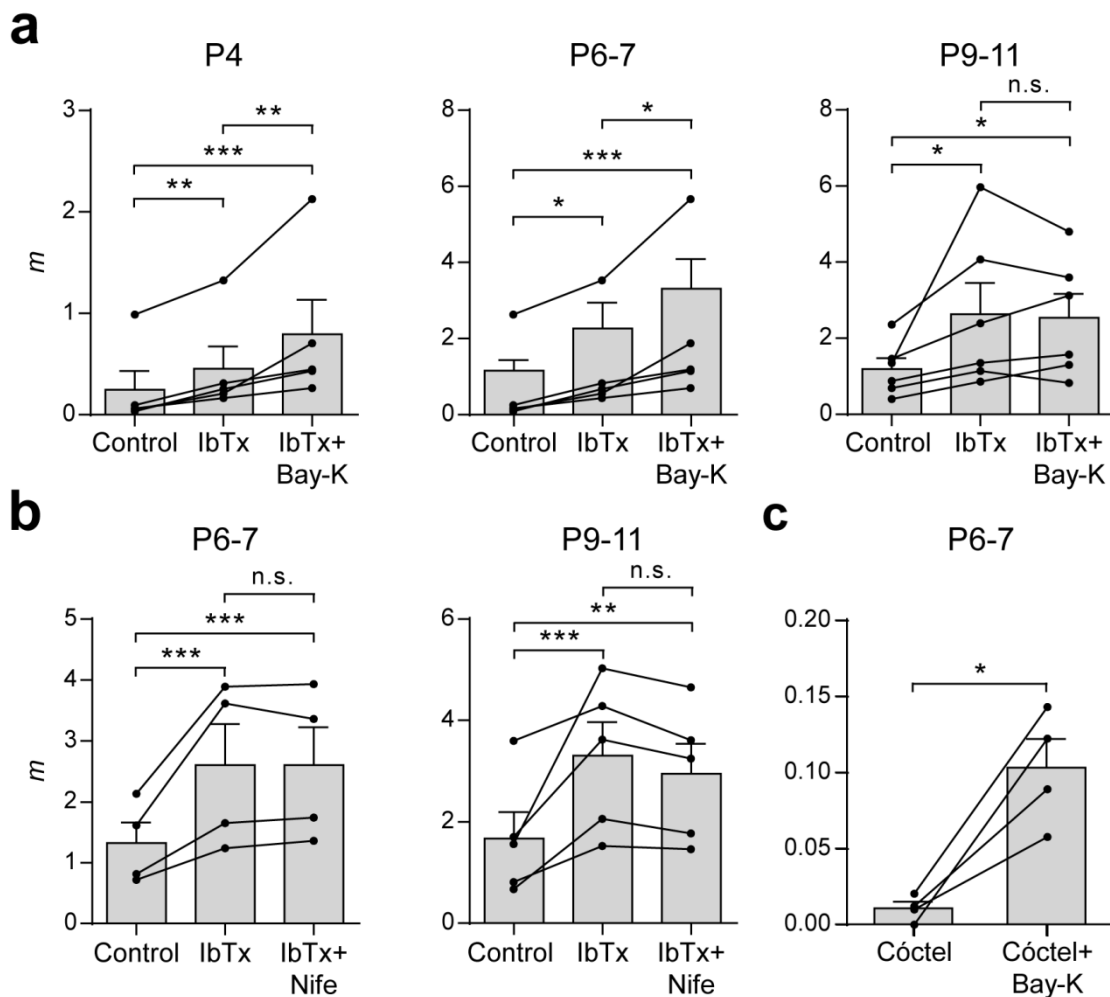 a
P4
P6-7
P9-11
n.s.
**
*
*
***
***
*
**
*
3
2
1
0
m
8
6
4
2
0
8
6
4
2
0
Control
IbTx
IbTx+
Bay-K
Control
IbTx
IbTx+
Bay-K
Control
IbTx
IbTx+
Bay-K
b
c
P6-7
P9-11
P6-7
n.s.
n.s.
***
**
***
***
*
5
4
3
2
1
0
m
6
4
2
0
0.20
0.15
0.10
0.05
0.00
Control
IbTx
IbTx+
Nife
Control
IbTx
IbTx+
Nife
Cóctel
Cóctel+
Bay-K